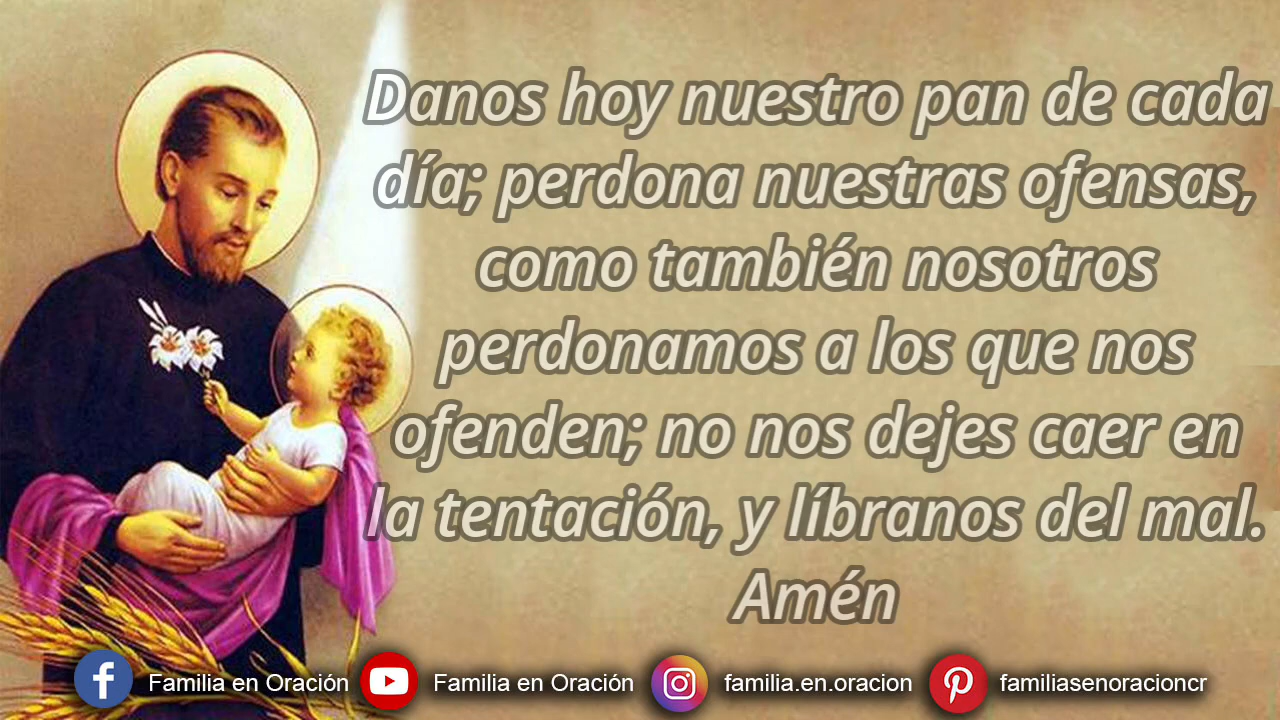 Danos hoy nuestro pan de cada
día; perdona nuestras ofensas,
como también nosotros
perdonamos a los que nos
ofenden; no nos dejes caer en
la tentación, y líbranos del mal.
Amén
Familia en Oración Familia en Oración familia.en.oracion familiasenoracioncr